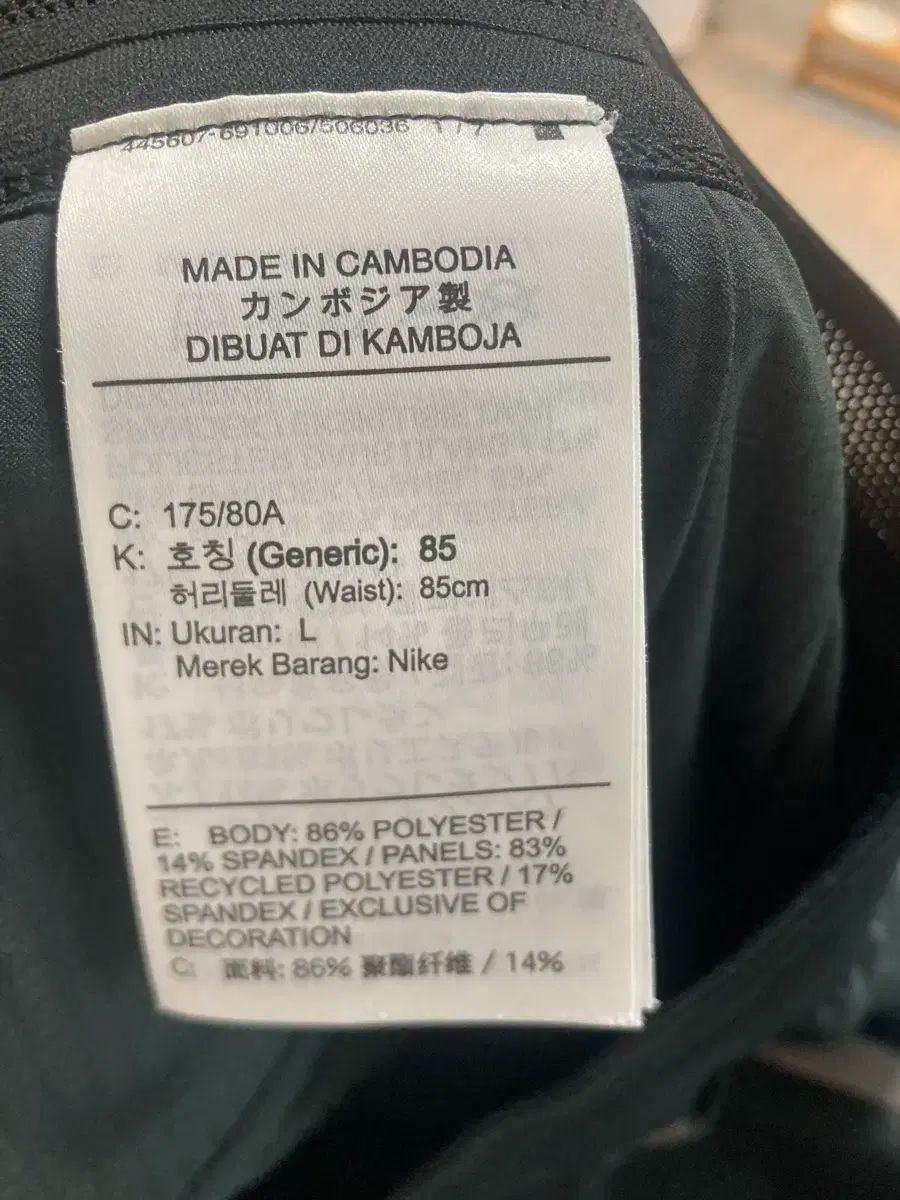 445607-691006/506036 1 / 7
MADE IN CAMBODIA
カンボジア製
DIBUAT DI KAMBOJA
C: 175/80A
K: 호칭 (Generic): 85
허리둘레 (Waist): 85cm
IN: Ukuran: L
Merek Barang: Nike
E: BODY: 86% POLYESTER /
14% SPANDEX / PANELS: 83%
RECYCLED POLYESTER / 17%
SPANDEX / EXCLUSIVE OF
DECORATION
C: 面料: 86% 聚酯纤维 / 14%